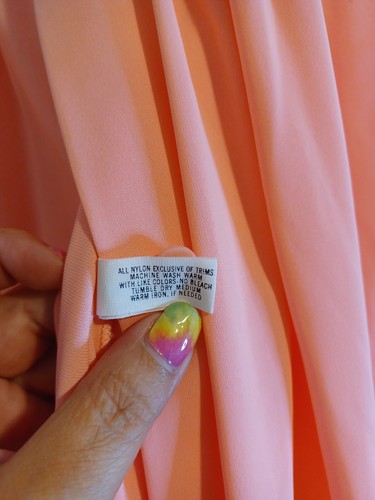 ALL NYLON EXCLUSIVE OF TRIMS
MACHINE WASH WARM
WITH LIKE COLORS-NO BLEACH
TUMBLE DRY MEDIUM
WARM IRON, IF NEEDED